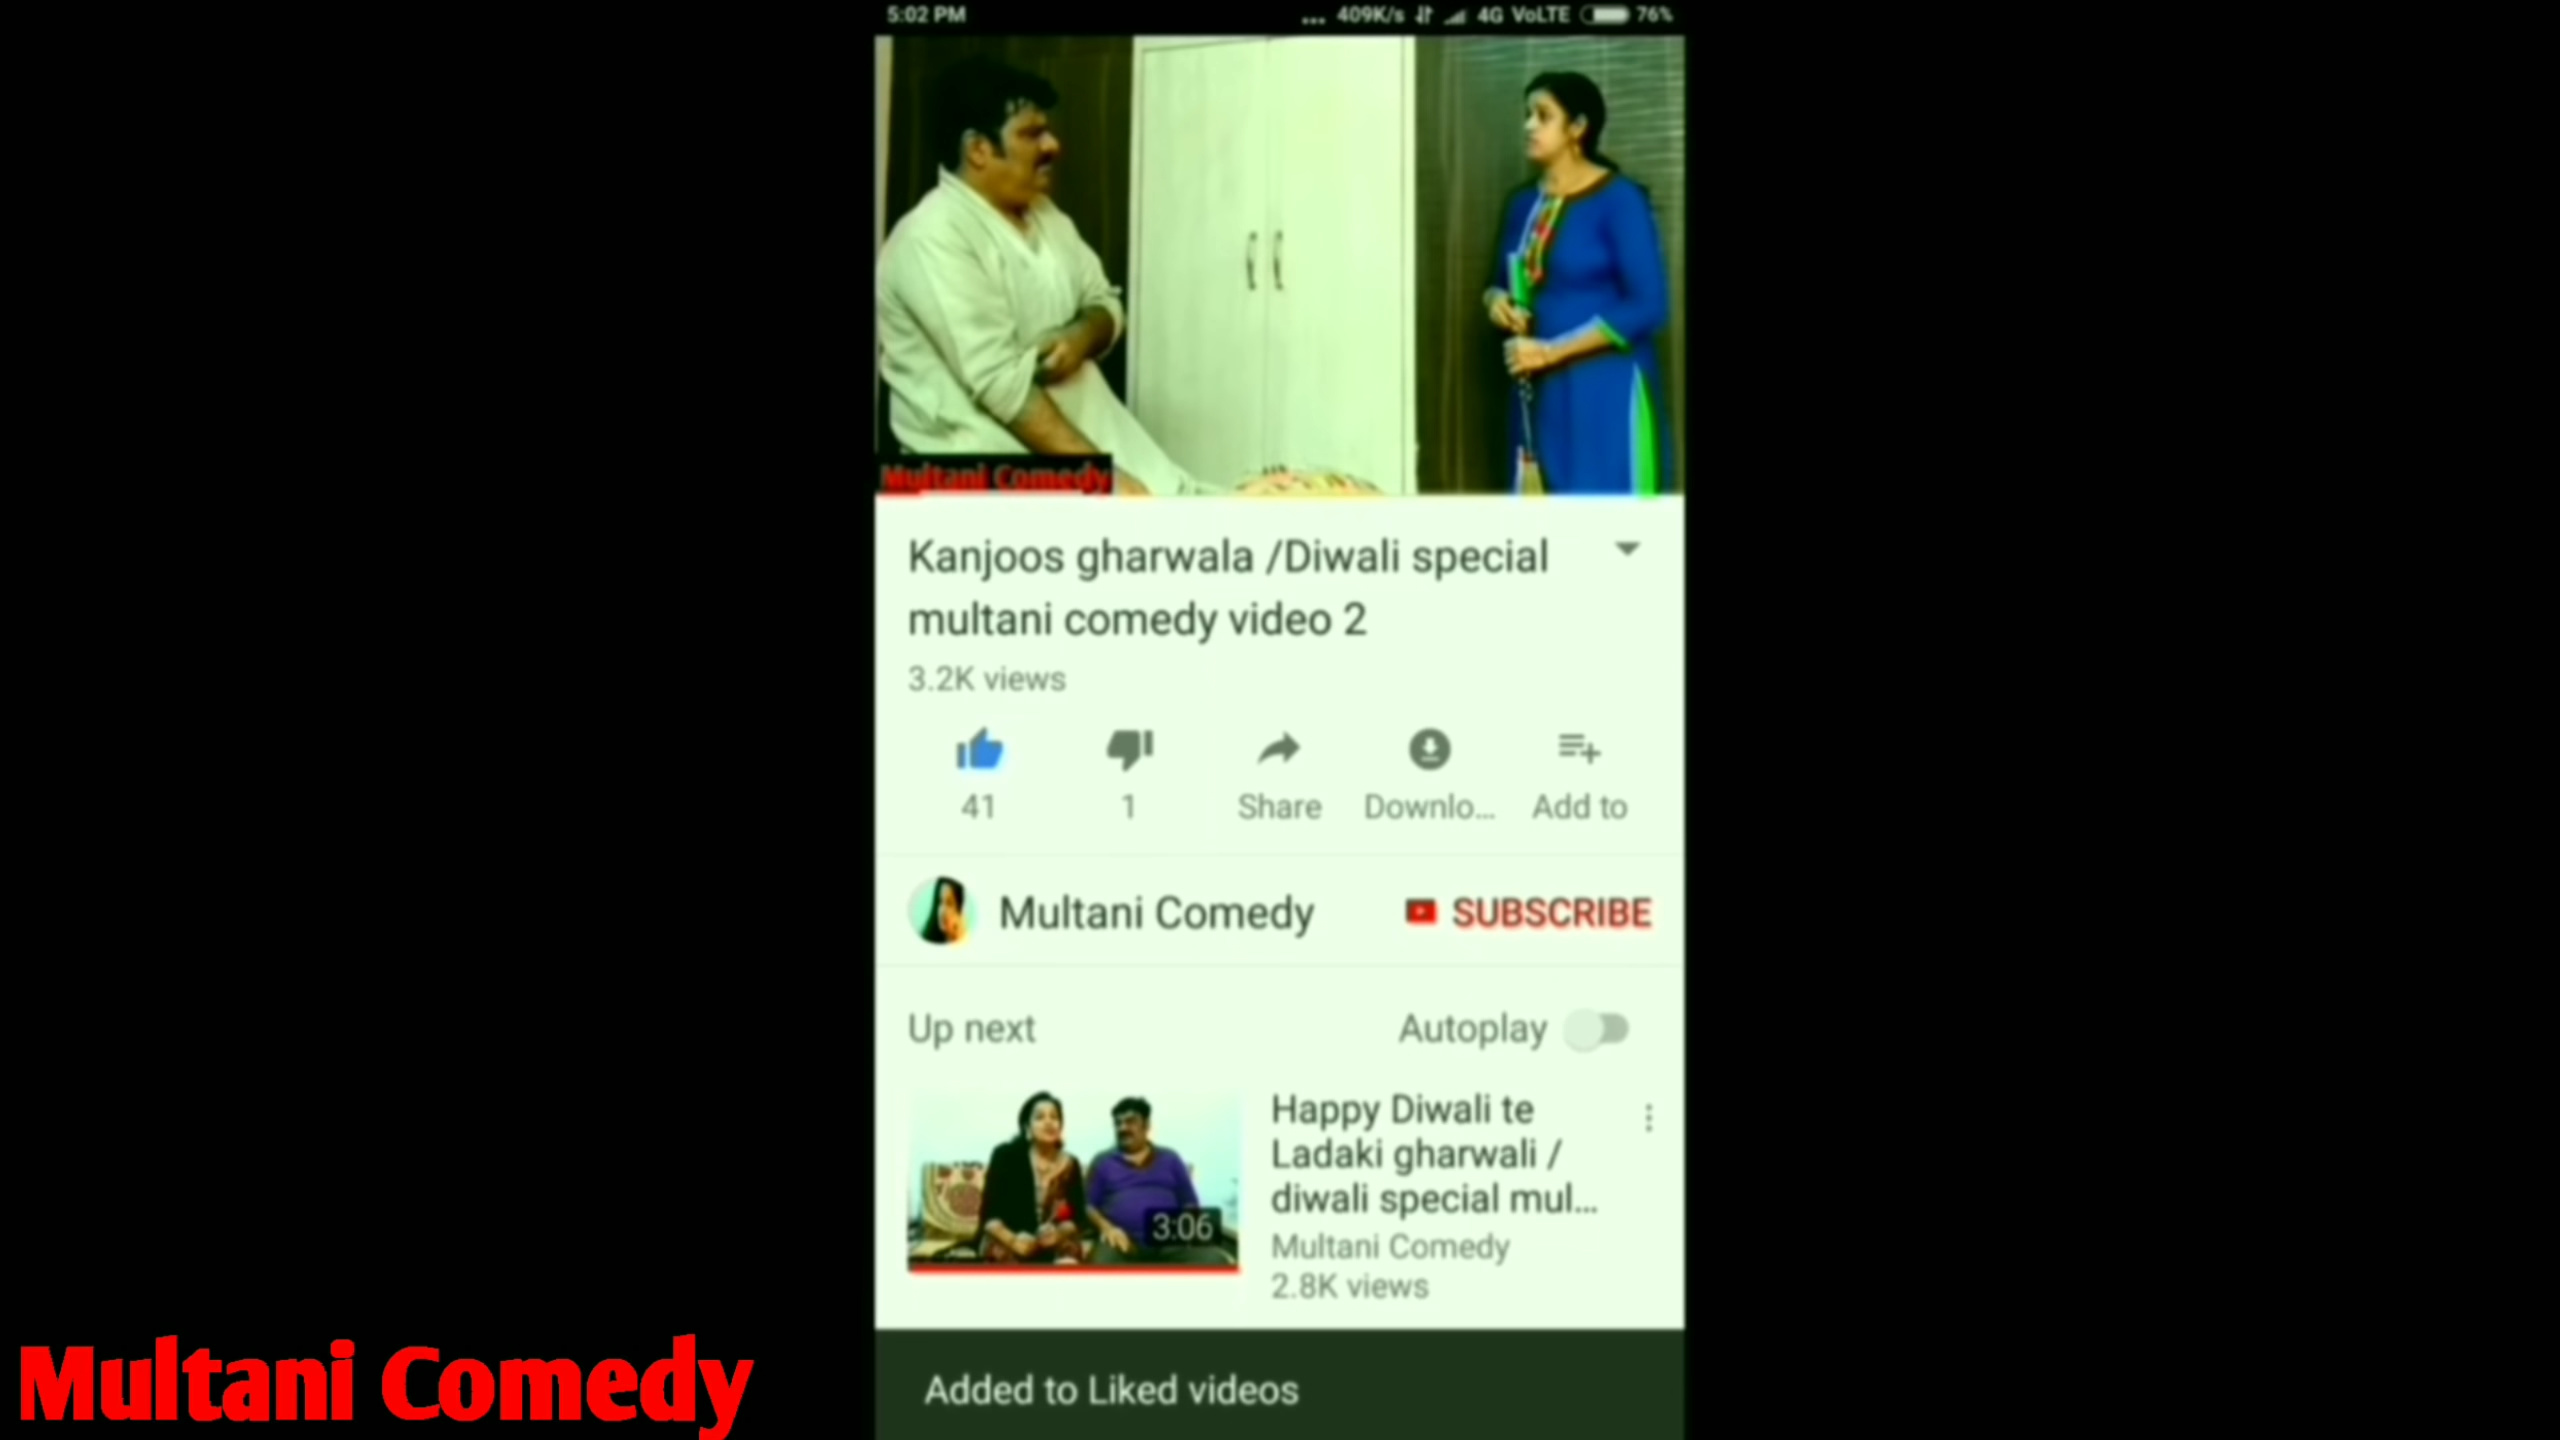 5:02 PM
... 409K/s 4G VoLTE 76%
Multani Comedy
Kanjoos gharwala /Diwali special
multani comedy video 2
3.2K views
41 1 Share Downlo... Add to
Multani Comedy SUBSCRIBE
Up next Autoplay
3:06
Happy Diwali te
Ladaki gharwali /
diwali special mul...
Multani Comedy
2.8K views
Added to Liked videos
Multani Comedy